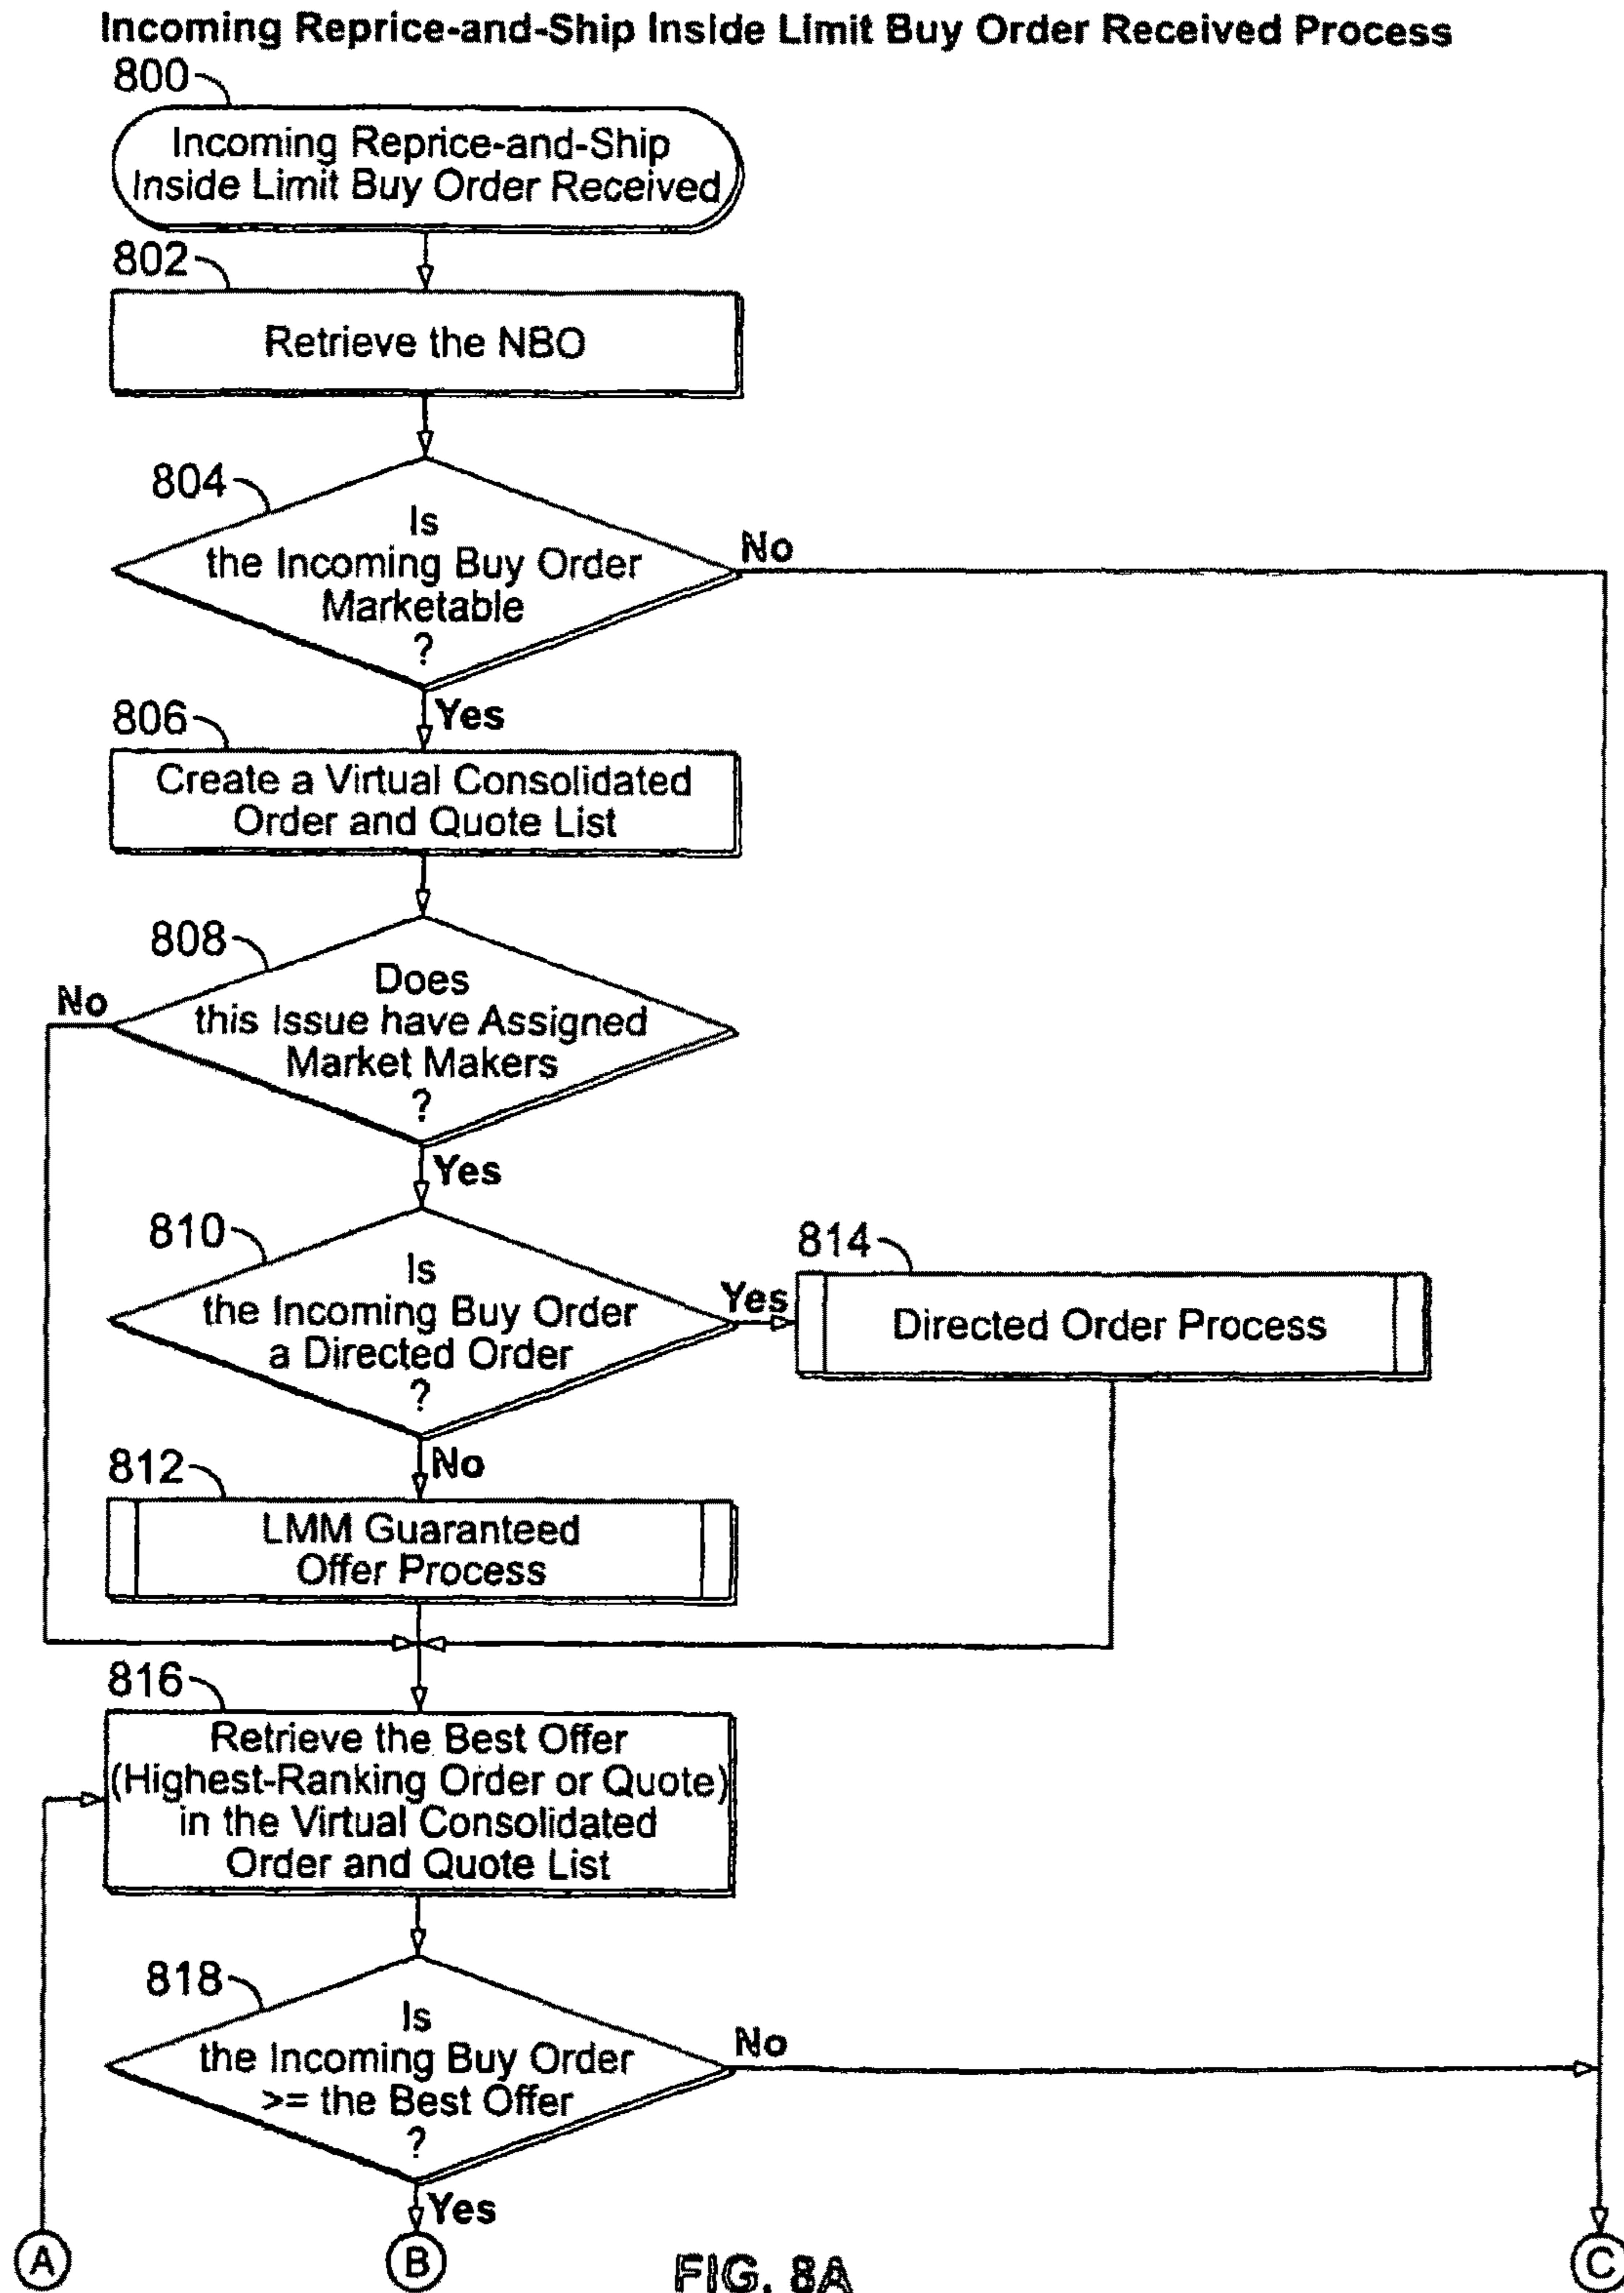 Incoming Reprice-and-Ship Inside Limit Buy Order Received Process
800
Incoming Reprice-and-Ship
Inside Limit Buy Order Received
802
Retrieve the NBO
804
Is
the Incoming Buy Order
Marketable
?
No
Yes
806
Create a Virtual Consolidated
Order and Quote List
808
Does
this Issue have Assigned
Market Makers
?
No
Yes
810
Is
the Incoming Buy Order
a Directed Order
?
Yes
814
Directed Order Process
No
812
LMM Guaranteed
Offer Process
816
Retrieve the Best Offer
(Highest-Ranking Order or Quote)
in the Virtual Consolidated
Order and Quote List
818
Is
the Incoming Buy Order
>= the Best Offer
?
No
Yes
A
B
C
FIG. 8A